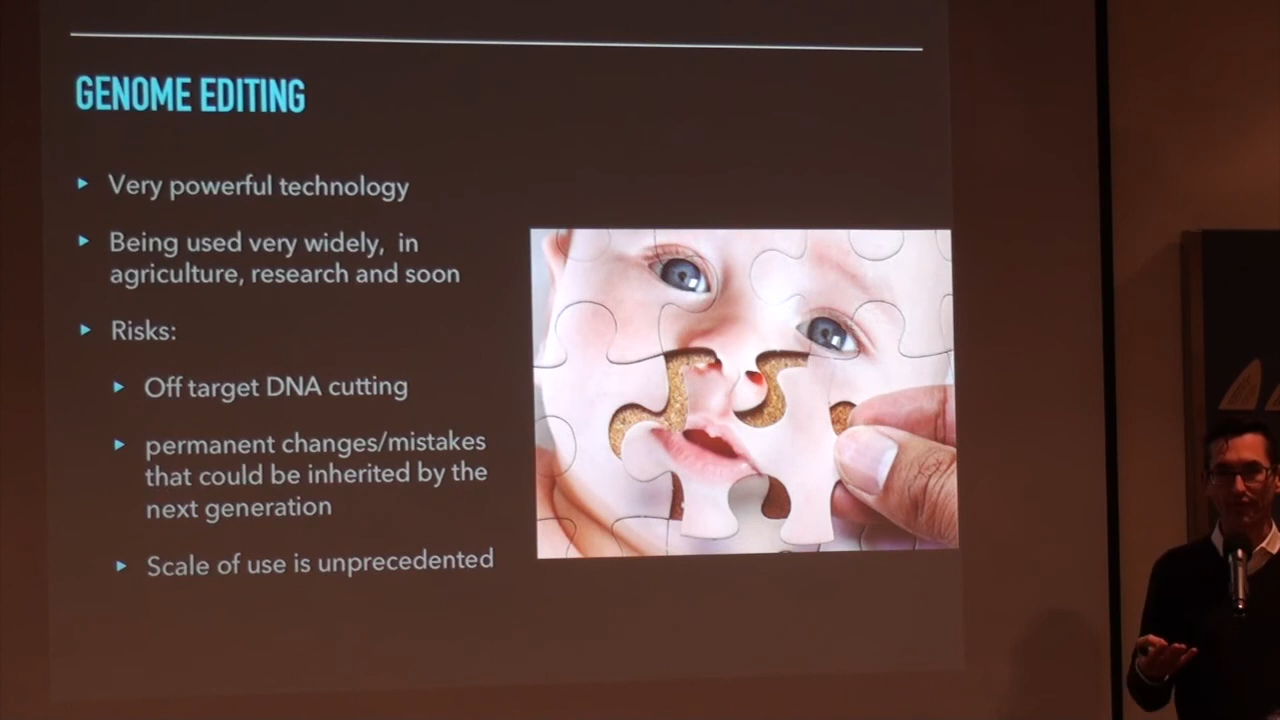 GENOME EDITING
Very powerful technology
Being used very widely, in
agriculture, research and soon
Risks:
Off target DNA cutting
permanent changes/mistakes
that could be inherited by the
next generation
Scale of use is unprecedented